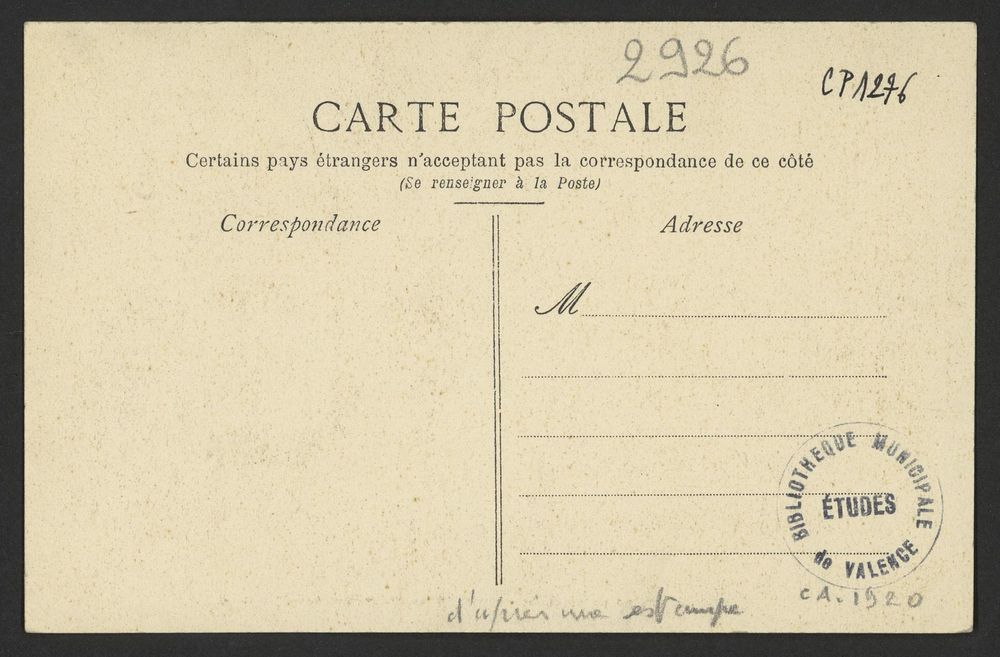 2926
CP1276
CARTE POSTALE
Certains pays étrangers n'acceptant pas la correspondance de ce côté
(Se renseigner à la Poste)
Correspondance
Adresse
M
BIBLIOTHEQUE MUNICIPALE
ÉTUDES
de VALENCE
CA. 1920
d'après une estampe